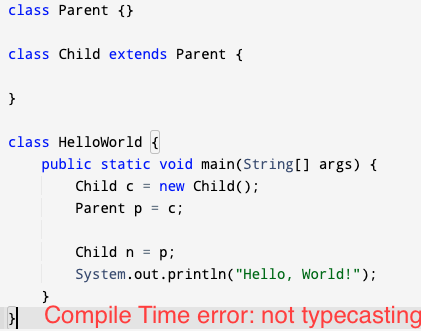 class Parent {}
class Child extends Parent {
}
class HelloWorld {
    public static void main(String[] args) {
        Child c = new Child();
        Parent p = c;
        Child n = p;
        System.out.println("Hello, World!");
    }
} Compile Time error: not typecasting